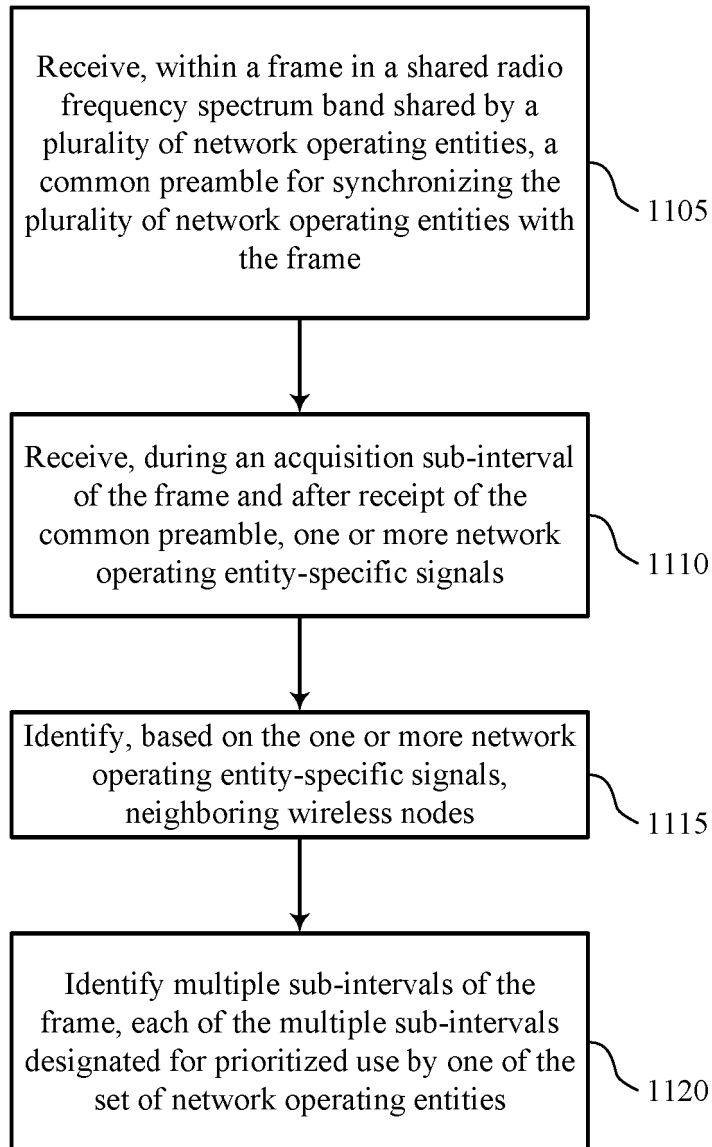 Receive, within a frame in a shared radio
frequency spectrum band shared by a
plurality of network operating entities, a
common preamble for synchronizing the
plurality of network operating entities with
the frame
1105
Receive, during an acquisition sub-interval
of the frame and after receipt of the
common preamble, one or more network
operating entity-specific signals
1110
Identify, based on the one or more network
operating entity-specific signals,
neighboring wireless nodes
1115
Identify multiple sub-intervals of the
frame, each of the multiple sub-intervals
designated for prioritized use by one of the
set of network operating entities
1120